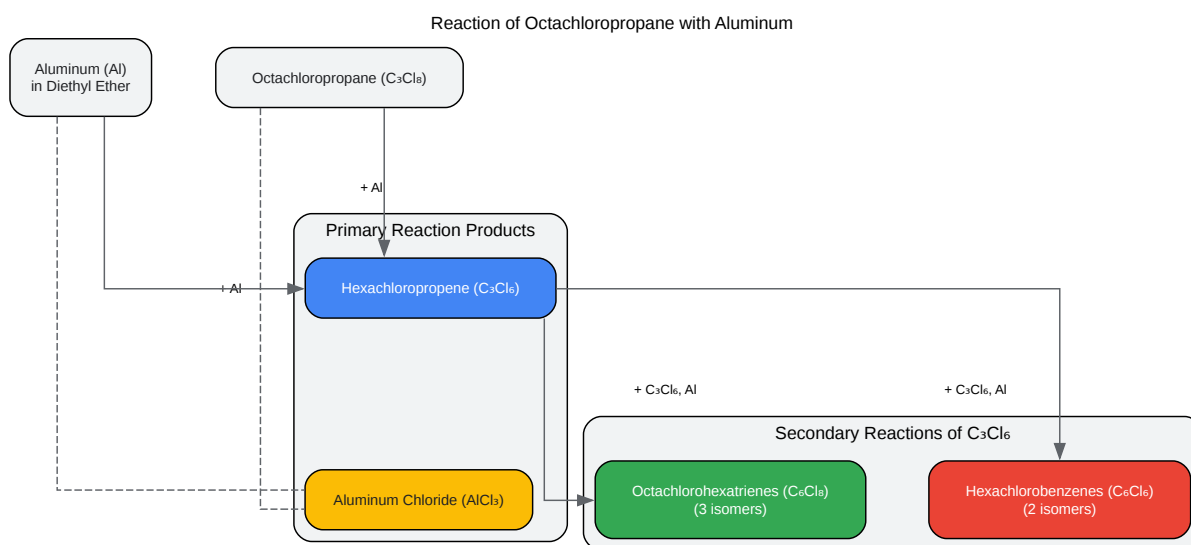 Reaction of Octachloropropane with Aluminum
Aluminum (Al)
in Diethyl Ether
Octachloropropane (C₃Cl₈)
+ Al
Primary Reaction Products
+ Al
Hexachloropropene (C₃Cl₆)
+ C₃Cl₆, Al
+ C₃Cl₆, Al
Secondary Reactions of C₃Cl₆
Aluminum Chloride (AlCl₃)
Octachlorohexatrienes (C₆Cl₈)
(3 isomers)
Hexachlorobenzenes (C₆Cl₆)
(2 isomers)